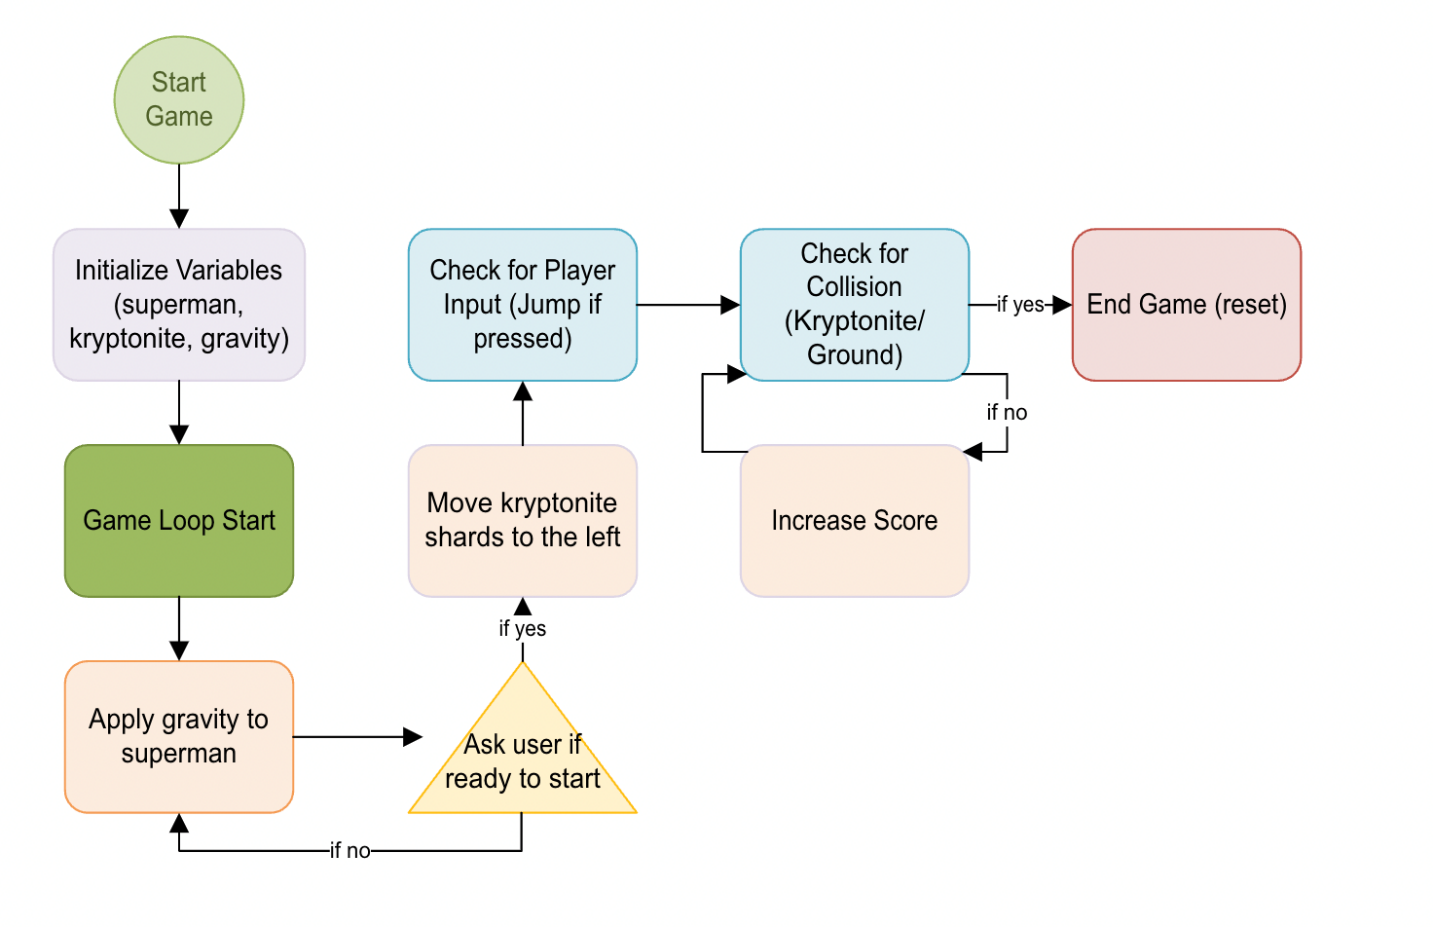 Start
Game
Initialize Variables
(superman,
kryptonite, gravity)
Game Loop Start
Apply gravity to
superman
if no
Ask user if
ready to start
if yes
Move kryptonite
shards to the left
Check for Player
Input (Jump if
pressed)
Check for
Collision
(Kryptonite/
Ground)
if no
Increase Score
if yes
End Game (reset)